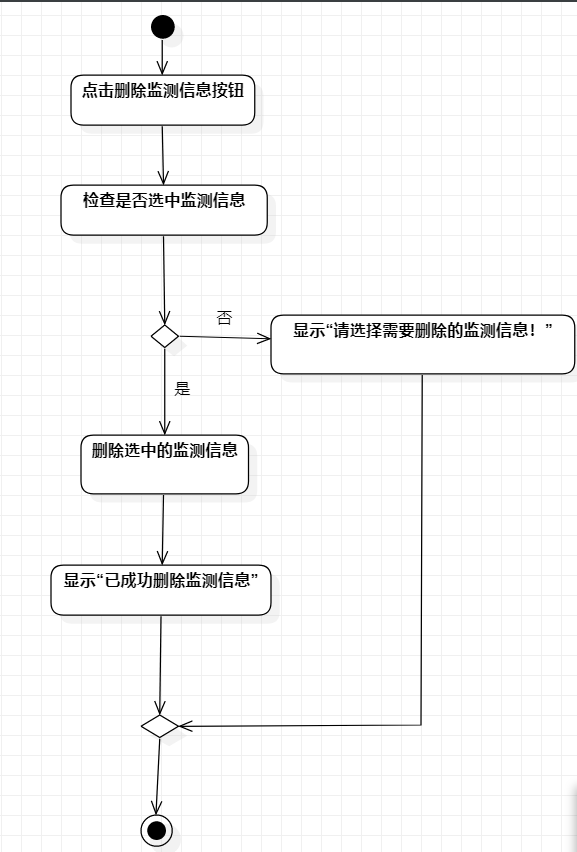 点击删除监测信息按钮
检查是否选中监测信息
否
显示“请选择需要删除的监测信息！”
是
删除选中的监测信息
显示“已成功删除监测信息”